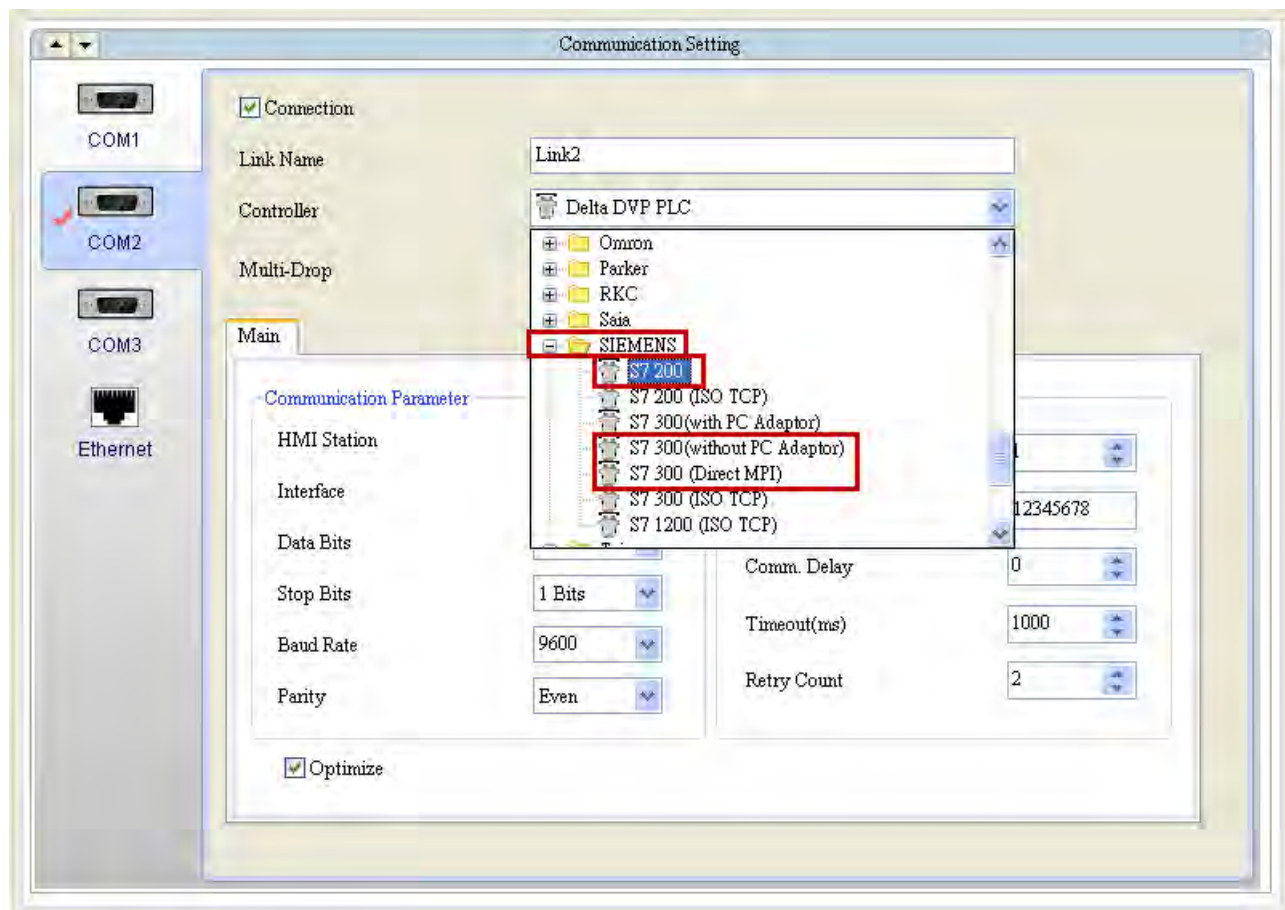 Communication Setting
COM1
COM2
COM3
Ethernet
Connection
Link Name
Link2
Controller
Delta DVP PLC
Multi-Drop
Omron
Parker
RKC
Saia
SIEMENS
S7 200
S7 200 (ISO TCP)
S7 300(with PC Adaptor)
S7 300(without PC Adaptor)
S7 300 (Direct MPI)
S7 300 (ISO TCP)
S7 1200 (ISO TCP)
Main
Communication Parameter
HMI Station
Interface
Data Bits
Stop Bits
1 Bits
Baud Rate
9600
Parity
Even
12345678
Comm. Delay
0
Timeout(ms)
1000
Retry Count
2
Optimize